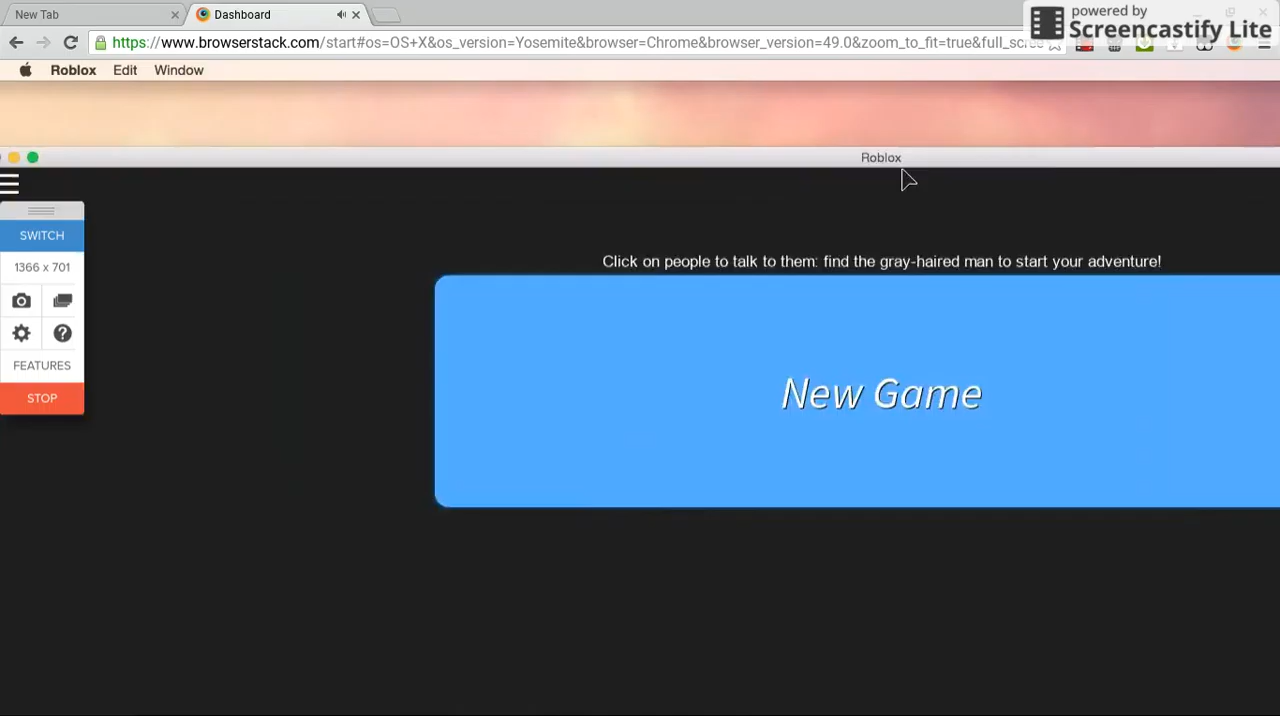 New Tab
Dashboard
powered by
Screencastify Lite
https://www.browserstack.com/start#os=OS+X&os_version=Yosemite&browser=Chrome&browser_version=49.0&zoom_to_fit=true&full_scre
Roblox Edit Window
Roblox
SWITCH
1366 x 701
FEATURES
STOP
Click on people to talk to them: find the gray-haired man to start your adventure!
New Game